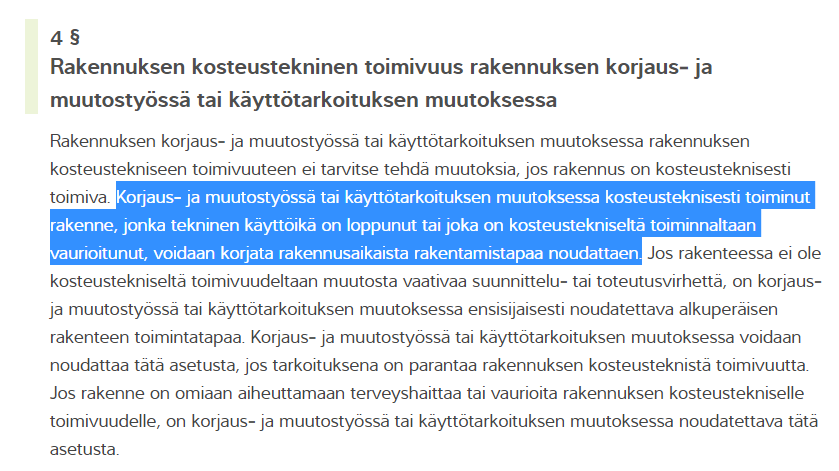 4 §
Rakennuksen kosteustekninen toimivuus rakennuksen korjaus- ja
muutostyössä tai käyttötarkoituksen muutoksessa
Rakennuksen korjaus- ja muutostyössä tai käyttötarkoituksen muutoksessa rakennuksen
kosteustekniseen toimivuuteen ei tarvitse tehdä muutoksia, jos rakennus on kosteusteknisesti
toimiva. Korjaus- ja muutostyössä tai käyttötarkoituksen muutoksessa kosteusteknisesti toiminut
rakenne, jonka tekninen käyttöikä on loppunut tai joka on kosteustekniseltä toiminnaltaan
vaurioitunut, voidaan korjata rakennusaikaista rakentamistapaa noudattaen. Jos rakenteessa ei ole
kosteustekniseltä toimivuudeltaan muutosta vaativaa suunnittelu- tai toteutusvirhettä, on korjaus-
ja muutostyössä tai käyttötarkoituksen muutoksessa ensisijaisesti noudatettava alkuperäisen
rakenteen toimintatapaa. Korjaus- ja muutostyössä tai käyttötarkoituksen muutoksessa voidaan
noudattaa tätä asetusta, jos tarkoituksena on parantaa rakennuksen kosteusteknistä toimivuutta.
Jos rakenne on omiaan aiheuttamaan terveyshaittaa tai vaurioita rakennuksen kosteustekniselle
toimivuudelle, on korjaus- ja muutostyössä tai käyttötarkoituksen muutoksessa noudatettava tätä
asetusta.